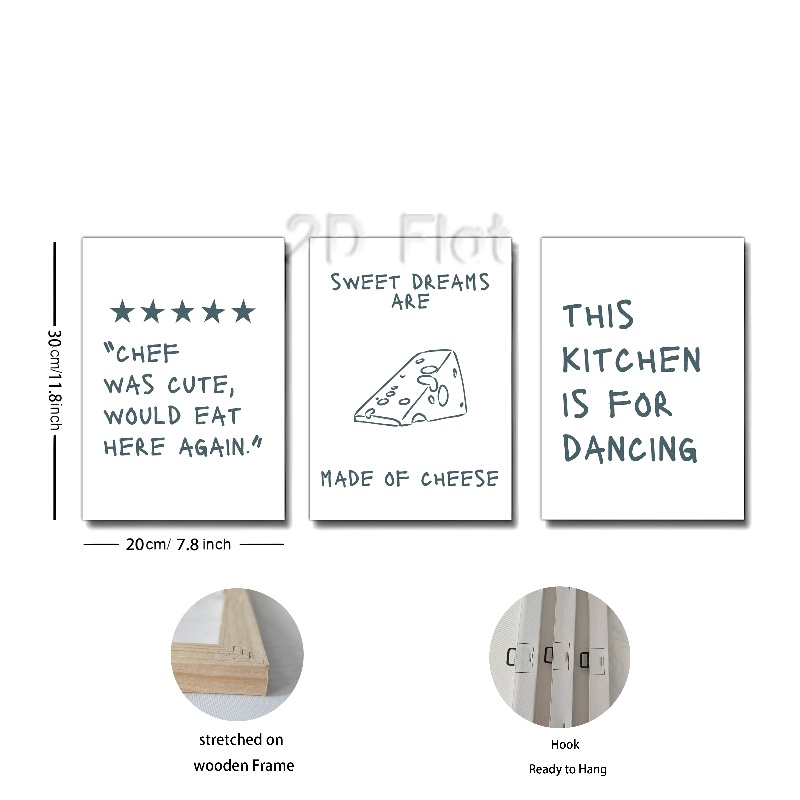 2D Flat
30cm/11.8inch
★★★★★
"CHEF
WAS CUTE,
WOULD EAT
HERE AGAIN."
SWEET DREAMS
ARE
MADE OF CHEESE
THIS
KITCHEN
IS FOR
DANCING
20cm/ 7.8 inch
stretched on
wooden Frame
Hook
Ready to Hang